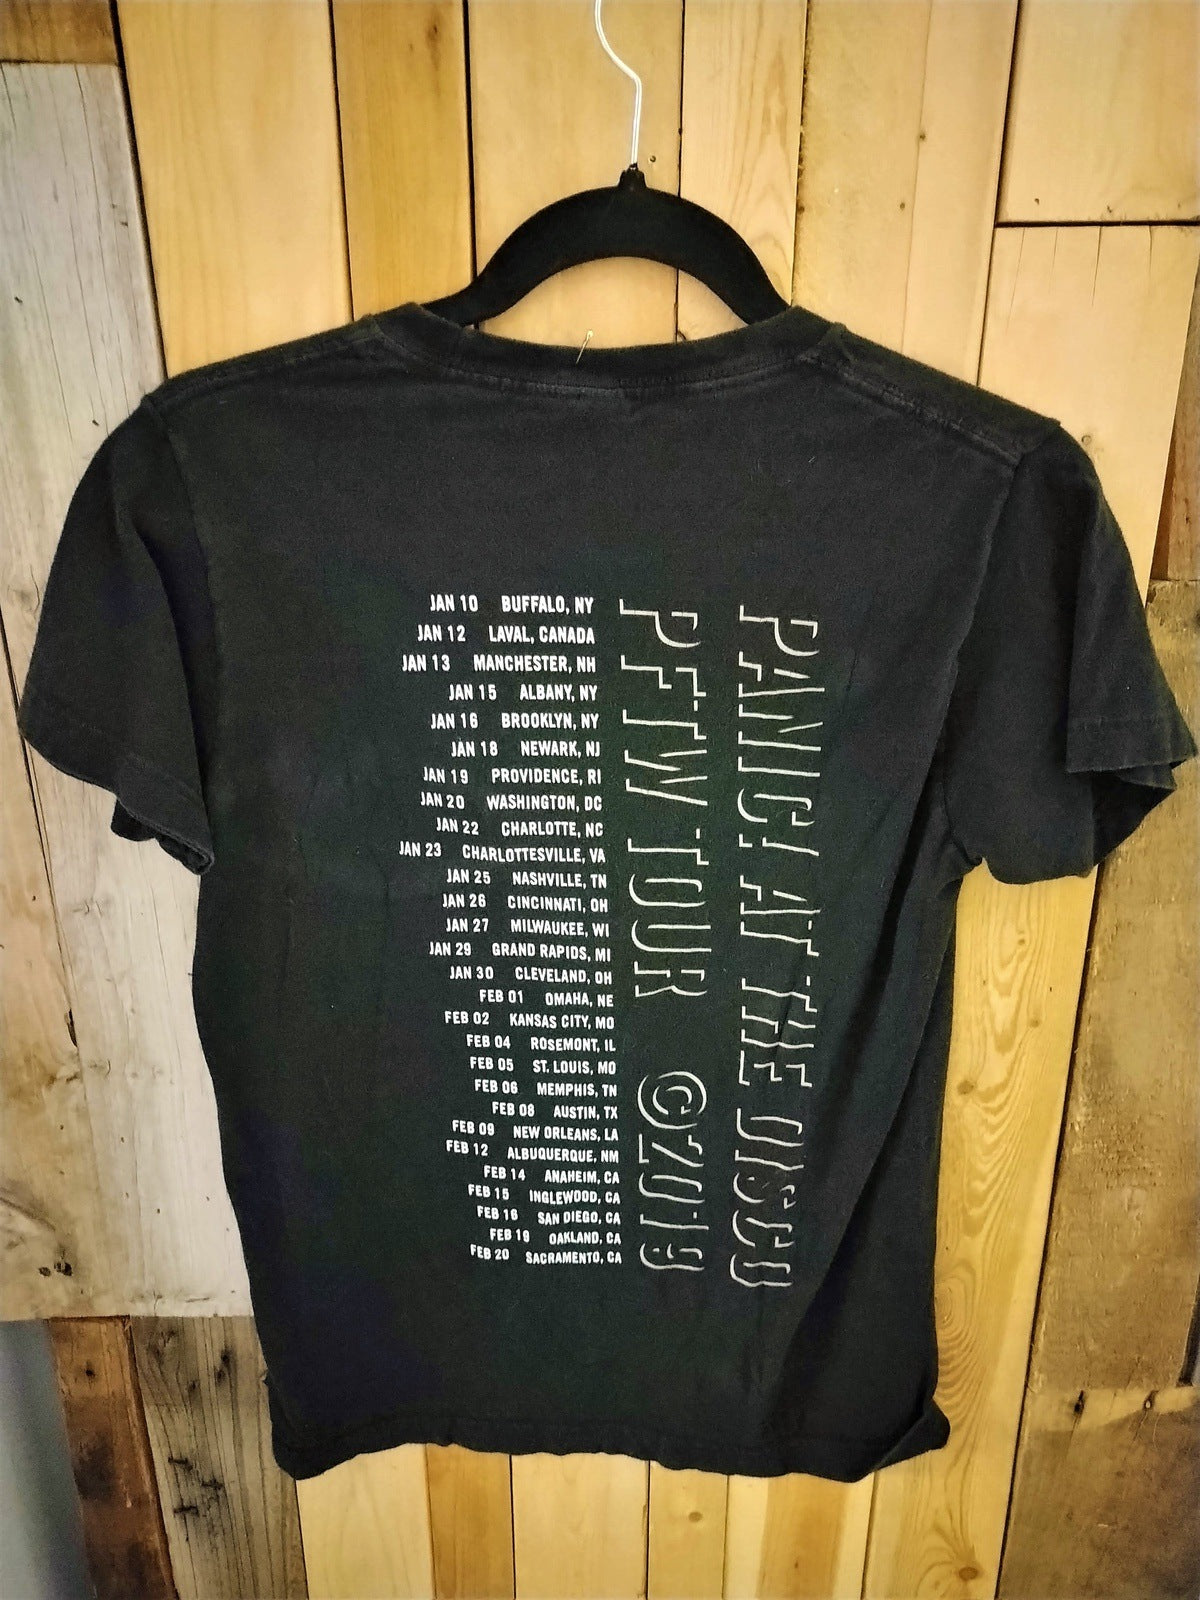 JAN 10 BUFFALO, NY
JAN 12 LAVAL, CANADA
JAN 13 MANCHESTER, NH
JAN 15 ALBANY, NY
JAN 16 BROOKLYN, NY
JAN 18 NEWARK, NJ
JAN 19 PROVIDENCE, RI
JAN 20 WASHINGTON, DC
JAN 22 CHARLOTTE, NC
JAN 23 CHARLOTTESVILLE, VA
JAN 25 NASHVILLE, TN
JAN 26 CINCINNATI, OH
JAN 27 MILWAUKEE, WI
JAN 29 GRAND RAPIDS, MI
JAN 30 CLEVELAND, OH
FEB 01 OMAHA, NE
FEB 02 KANSAS CITY, MO
FEB 04 ROSEMONT, IL
FEB 05 ST. LOUIS, MO
FEB 06 MEMPHIS, TN
FEB 08 AUSTIN, TX
FEB 09 NEW ORLEANS, LA
FEB 12 ALBUQUERQUE, NM
FEB 14 ANAHEIM, CA
FEB 15 INGLEWOOD, CA
FEB 16 SAN DIEGO, CA
FEB 19 OAKLAND, CA
FEB 20 SACRAMENTO, CA
PANIC! AT THE DISCO
PFTW TOUR ©2019